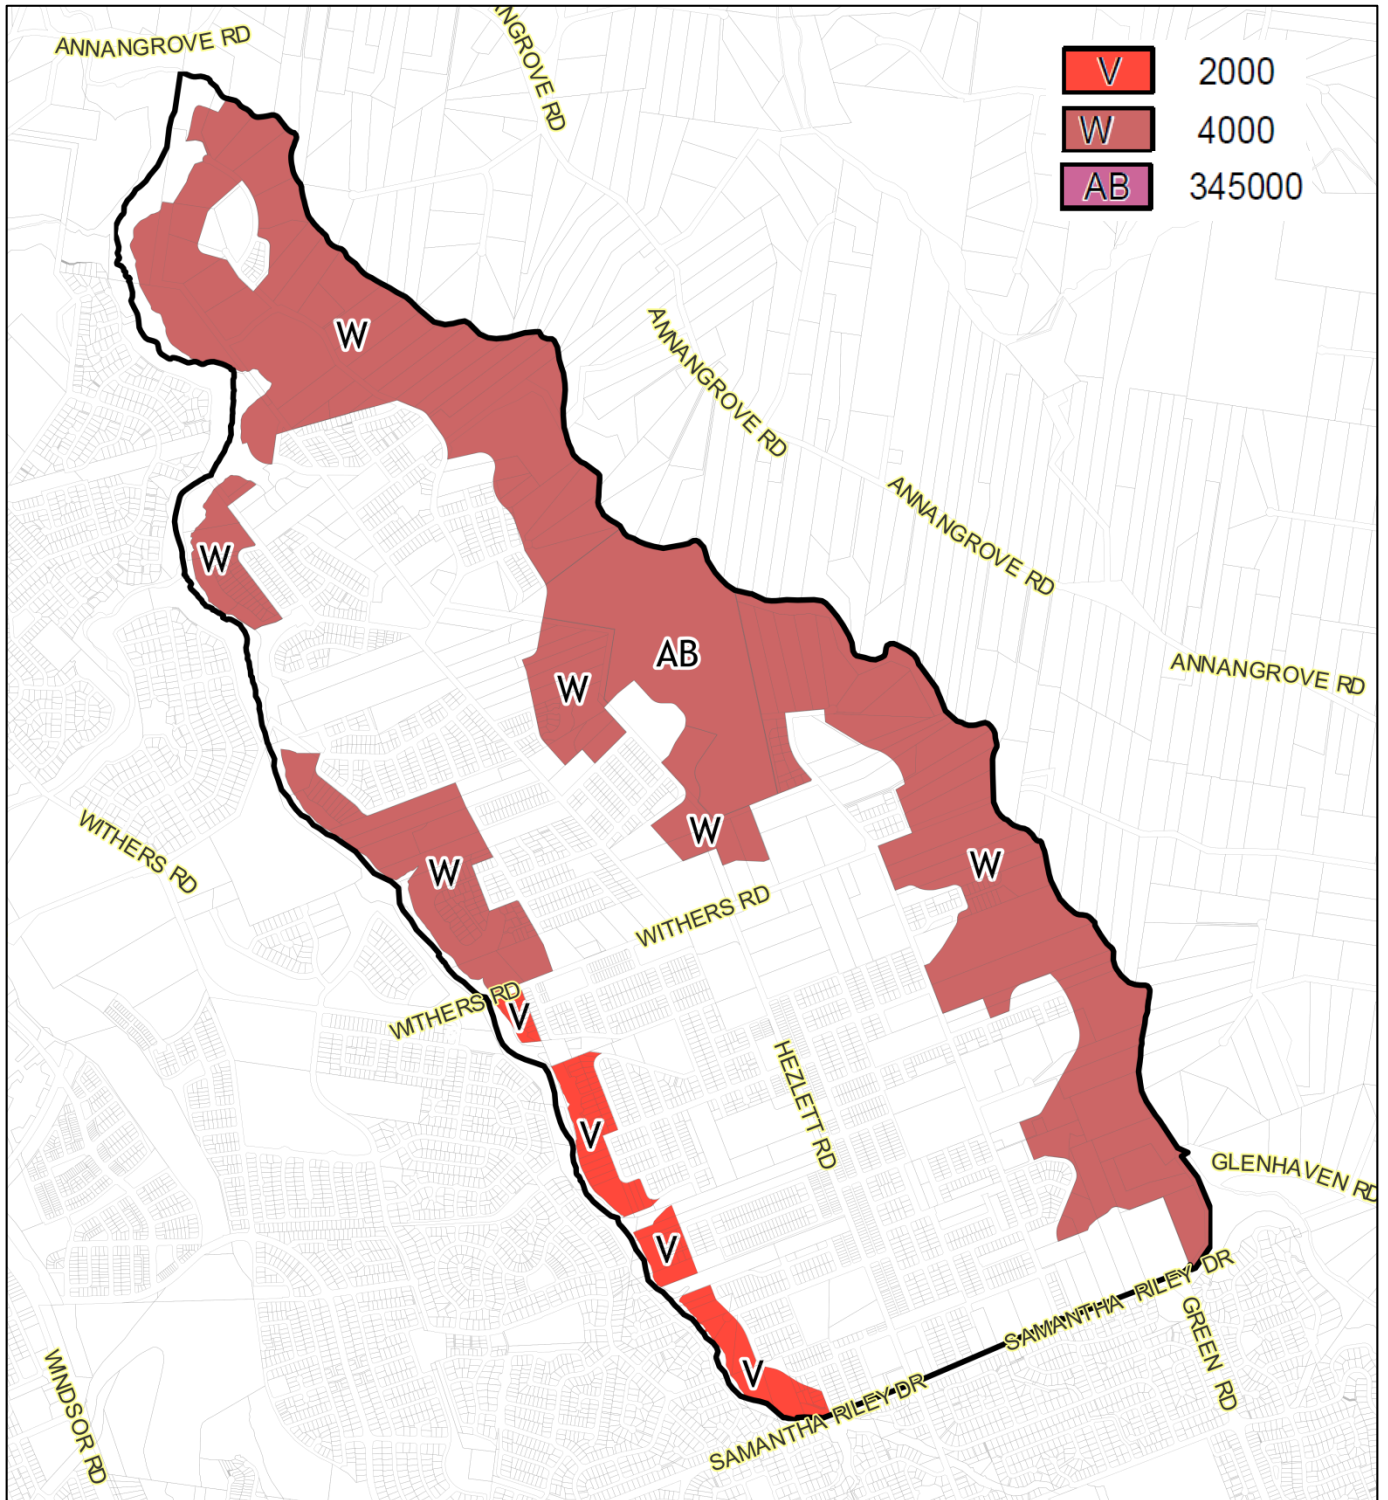 ANNANGROVE RD
NGROVE RD
V 2000
W 4000
AB 345000
W
ANNANGROVE RD
ANNANGROVE RD
W
AB
ANNANGROVE RD
W
WITHERS RD
W
W
W
WITHERS RD
WITHERS RD
V
HEZLETT RD
V
GLENHAVEN RD
V
SAMANTHA RILEY DR
GREEN RD
V
SAMANTHA RILEY DR
WINDSOR RD